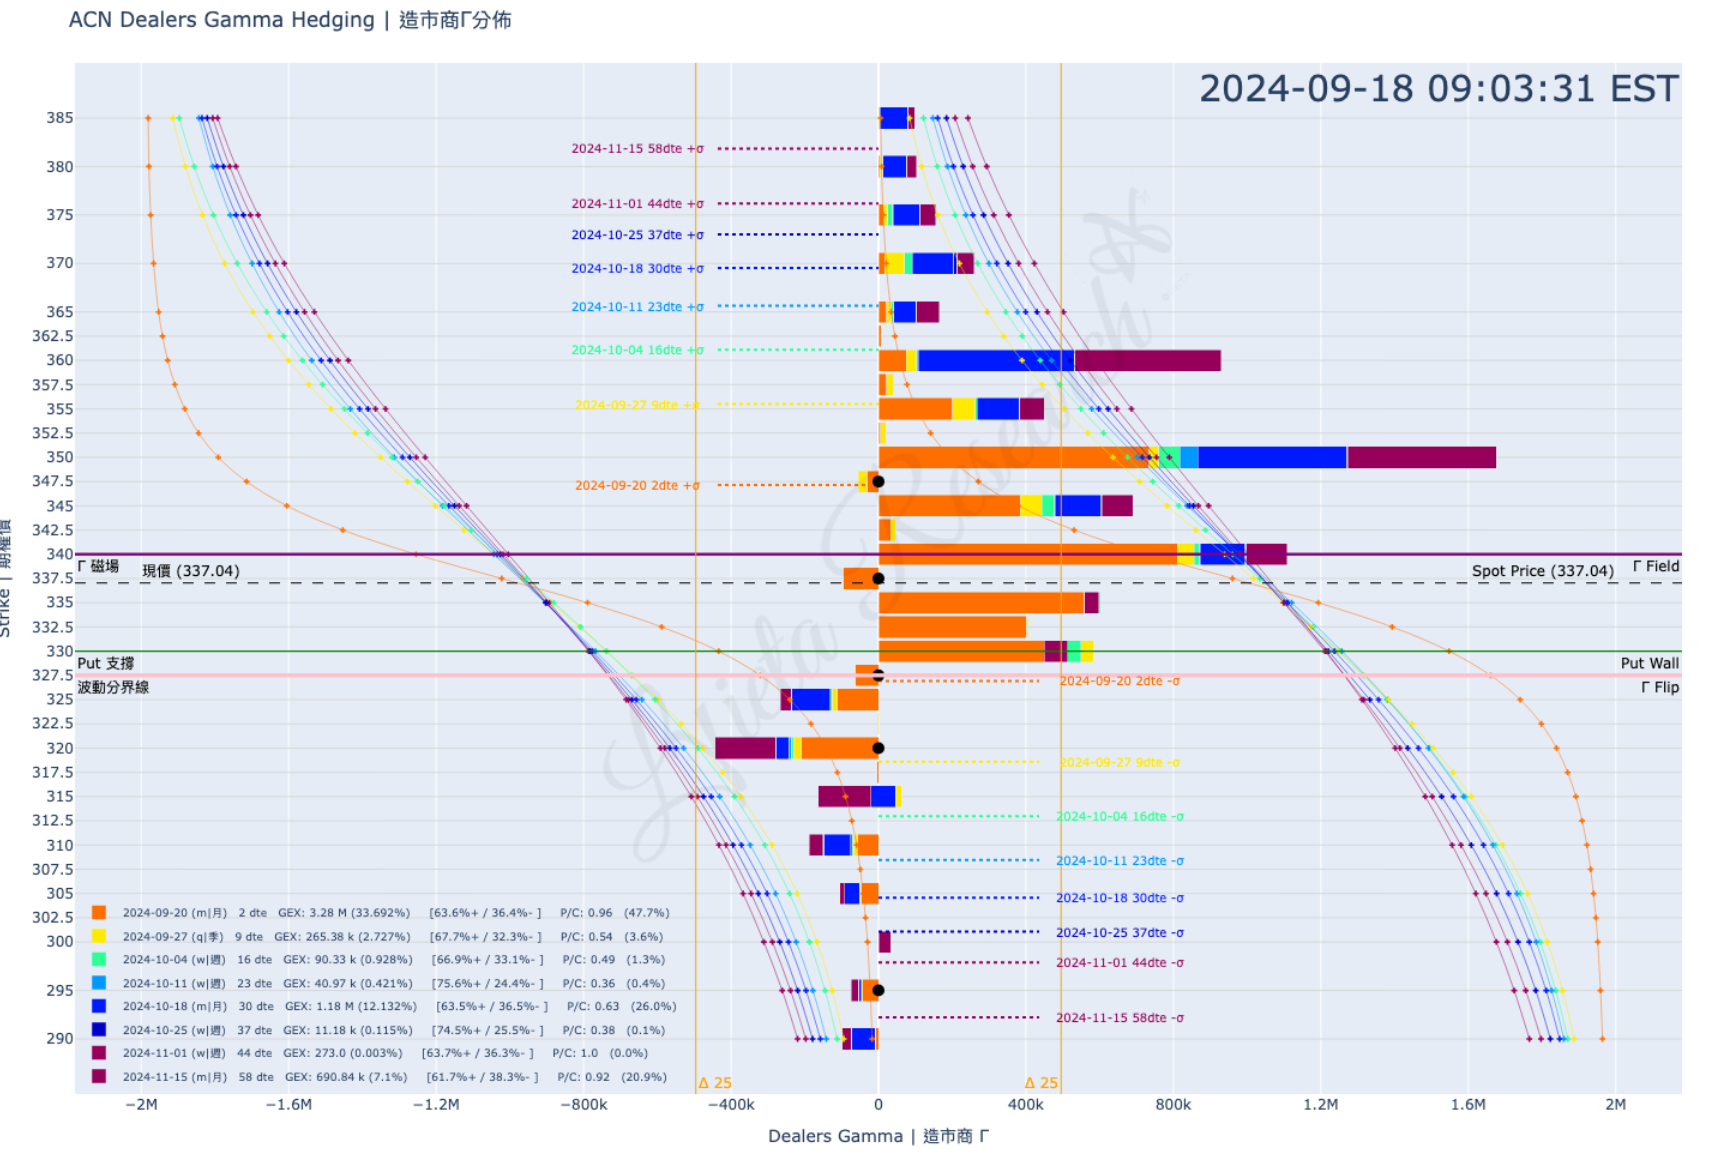 ACN Dealers Gamma Hedging | 造市商Γ分佈
2024-09-18 09:03:31 EST
385
380
375
370
365
362.5
360
357.5
355
352.5
350
347.5
345
342.5
340
337.5
335
332.5
330
327.5
325
322.5
320
317.5
315
312.5
310
307.5
305
302.5
300
295
290
Strike | 期權價
2024-11-15 58dte +σ
2024-11-01 44dte +σ
2024-10-25 37dte +σ
2024-10-18 30dte +σ
2024-10-11 23dte +σ
2024-10-04 16dte +σ
2024-09-27 9dte +σ
2024-09-20 2dte +σ
Γ 磁場
Γ Field
現價 (337.04)
Spot Price (337.04)
Put 支撐
Put Wall
波動分界線
Γ Flip
2024-09-20 2dte -σ
2024-09-27 9dte -σ
2024-10-04 16dte -σ
2024-10-11 23dte -σ
2024-10-18 30dte -σ
2024-10-25 37dte -σ
2024-11-01 44dte -σ
2024-11-15 58dte -σ
2024-09-20 (m|月) 2 dte GEX: 3.28 M (33.692%) [63.6%+ / 36.4%- ] P/C: 0.96 (47.7%)
2024-09-27 (q|季) 9 dte GEX: 265.38 k (2.727%) [67.7%+ / 32.3%- ] P/C: 0.54 (3.6%)
2024-10-04 (w|週) 16 dte GEX: 90.33 k (0.928%) [66.9%+ / 33.1%- ] P/C: 0.49 (1.3%)
2024-10-11 (w|週) 23 dte GEX: 40.97 k (0.421%) [75.6%+ / 24.4%- ] P/C: 0.36 (0.4%)
2024-10-18 (m|月) 30 dte GEX: 1.18 M (12.132%) [63.5%+ / 36.5%- ] P/C: 0.63 (26.0%)
2024-10-25 (w|週) 37 dte GEX: 11.18 k (0.115%) [74.5%+ / 25.5%- ] P/C: 0.38 (0.1%)
2024-11-01 (w|週) 44 dte GEX: 273.0 (0.003%) [63.7%+ / 36.3%- ] P/C: 1.0 (0.0%)
2024-11-15 (m|月) 58 dte GEX: 690.84 k (7.1%) [61.7%+ / 38.3%- ] P/C: 0.92 (20.9%)
Δ 25
Δ 25
−2M
−1.6M
−1.2M
−800k
−400k
0
400k
800k
1.2M
1.6M
2M
Dealers Gamma | 造市商 Γ